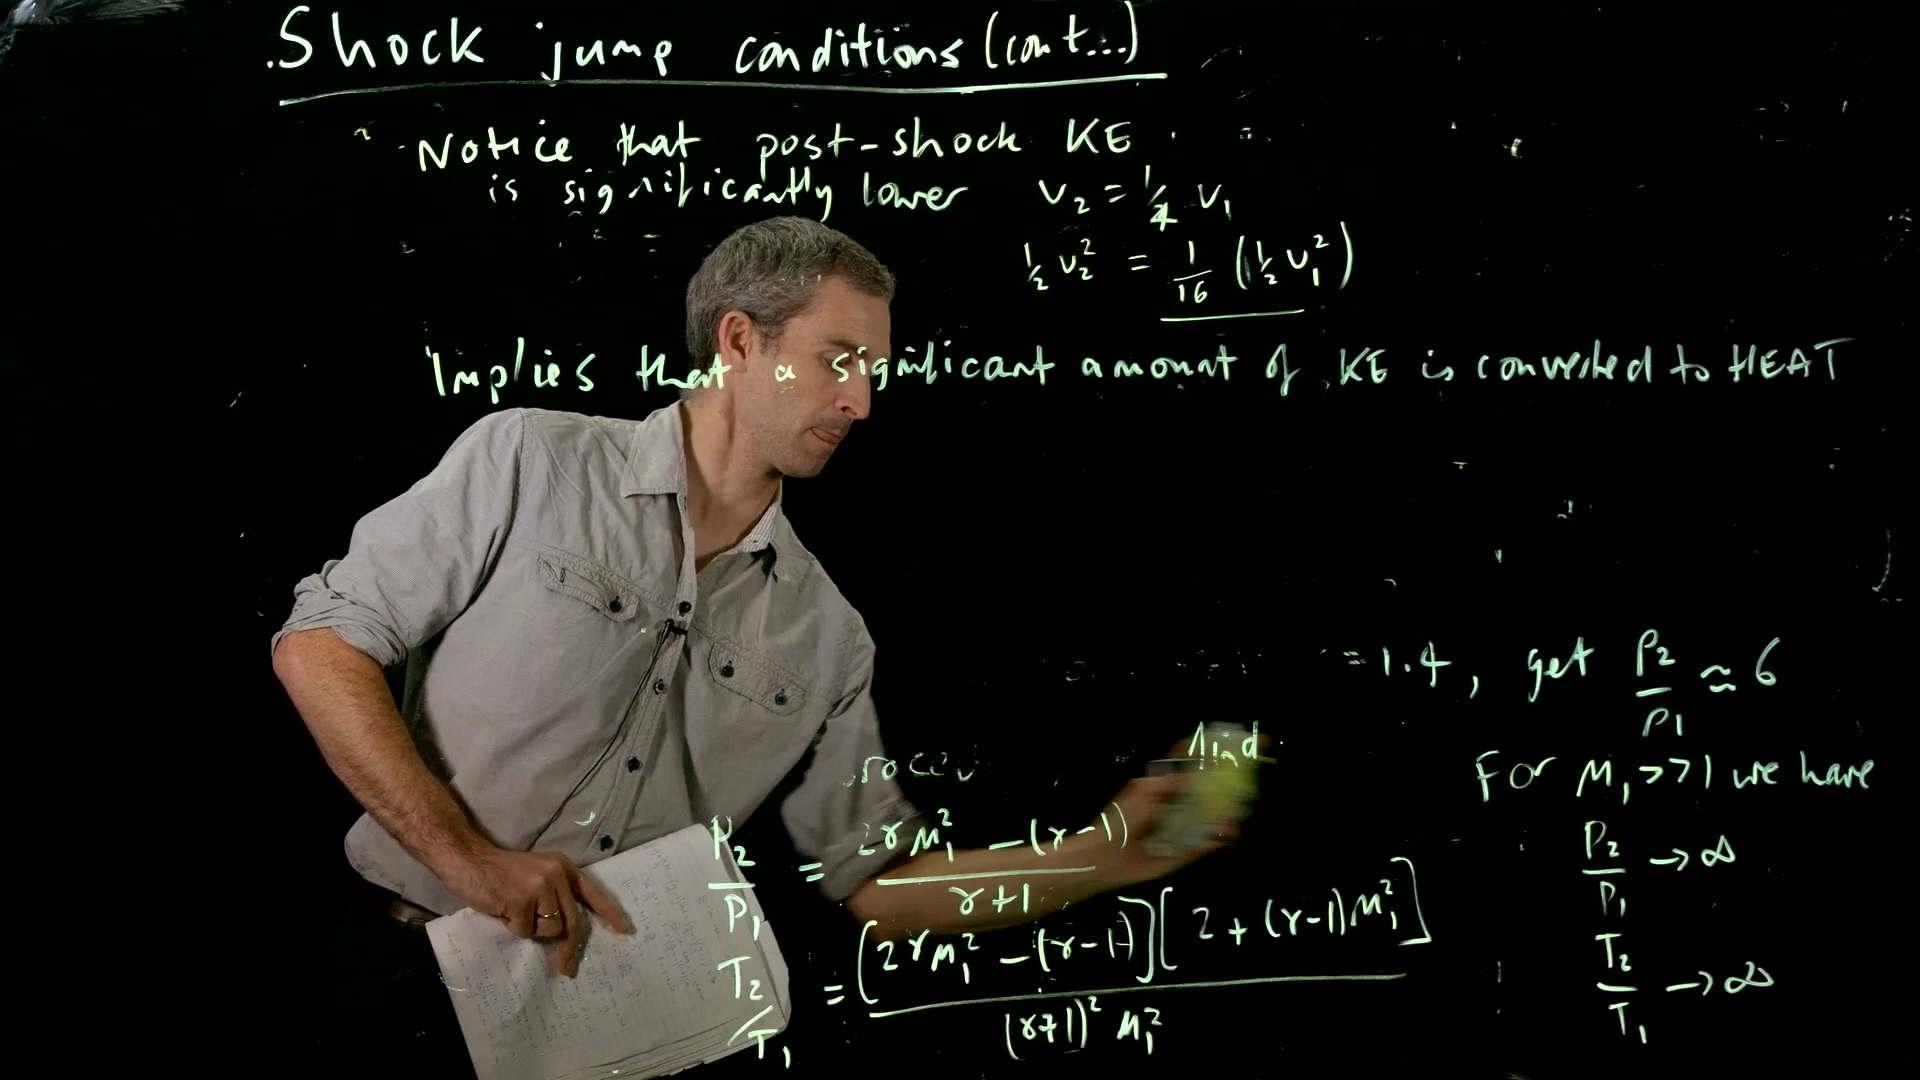 Shock jump conditions (cont...)
Notice that post-shock KE
is significantly lower v₂ = 1/4 v₁
1/2 v₂² = 1/16 (1/2 v₁²)
Implies that a significant amount of KE is converted to HEAT
= 1.4, get ρ₂/ρ₁ ≈ 6
find
For M₁ >> 1 we have
P₂/P₁ = 2γM₁² - (γ-1) / γ+1
P₂/P₁ → ∞
T₂/T₁ = [2γM₁² - (γ-1)][2 + (γ-1)M₁²] / (γ+1)² M₁²
T₂/T₁ → ∞